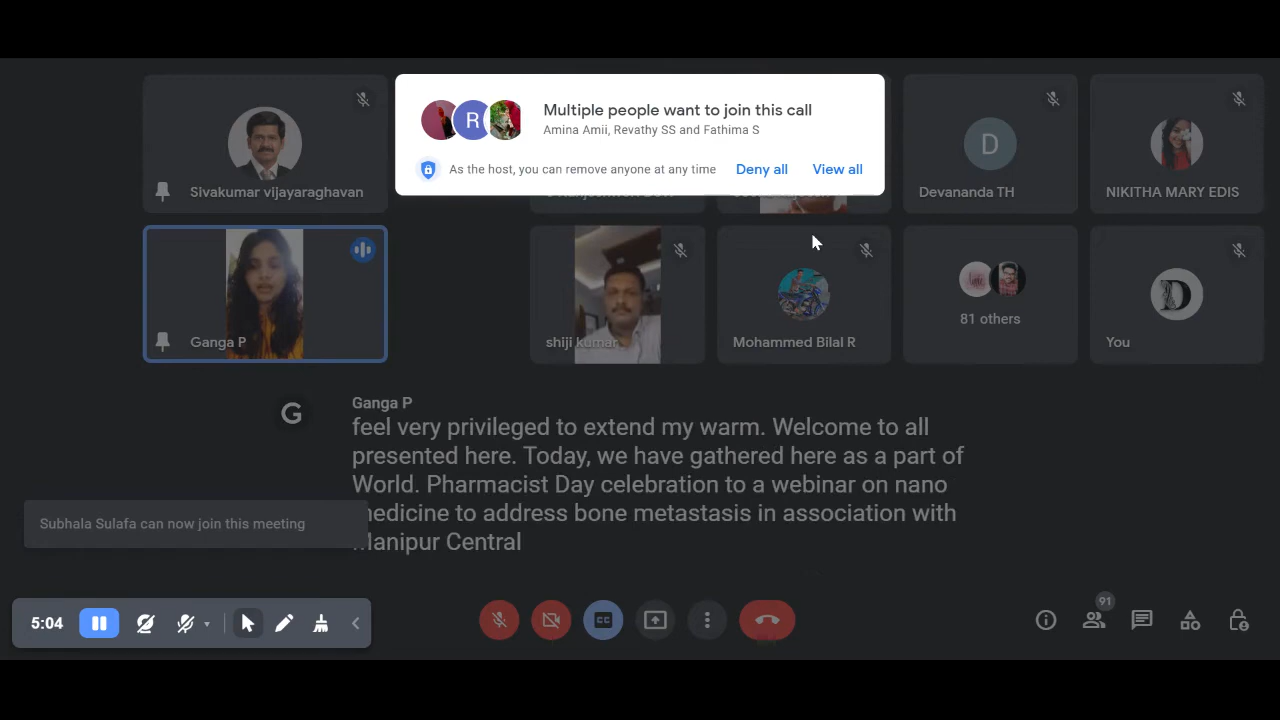 Multiple people want to join this call
Amina Amii, Revathy SS and Fathima S
R
As the host, you can remove anyone at any time
Deny all
View all
Sivakumar vijayaraghavan
D
Devananda TH
NIKITHA MARY EDIS
Ganga P
shiji kumar
Mohammed Bilal R
81 others
D
You
G
Ganga P
feel very privileged to extend my warm. Welcome to all
presented here. Today, we have gathered here as a part of
World. Pharmacist Day celebration to a webinar on nano
medicine to address bone metastasis in association with
Manipur Central
Subhala Sulafa can now join this meeting
5:04
CC
91